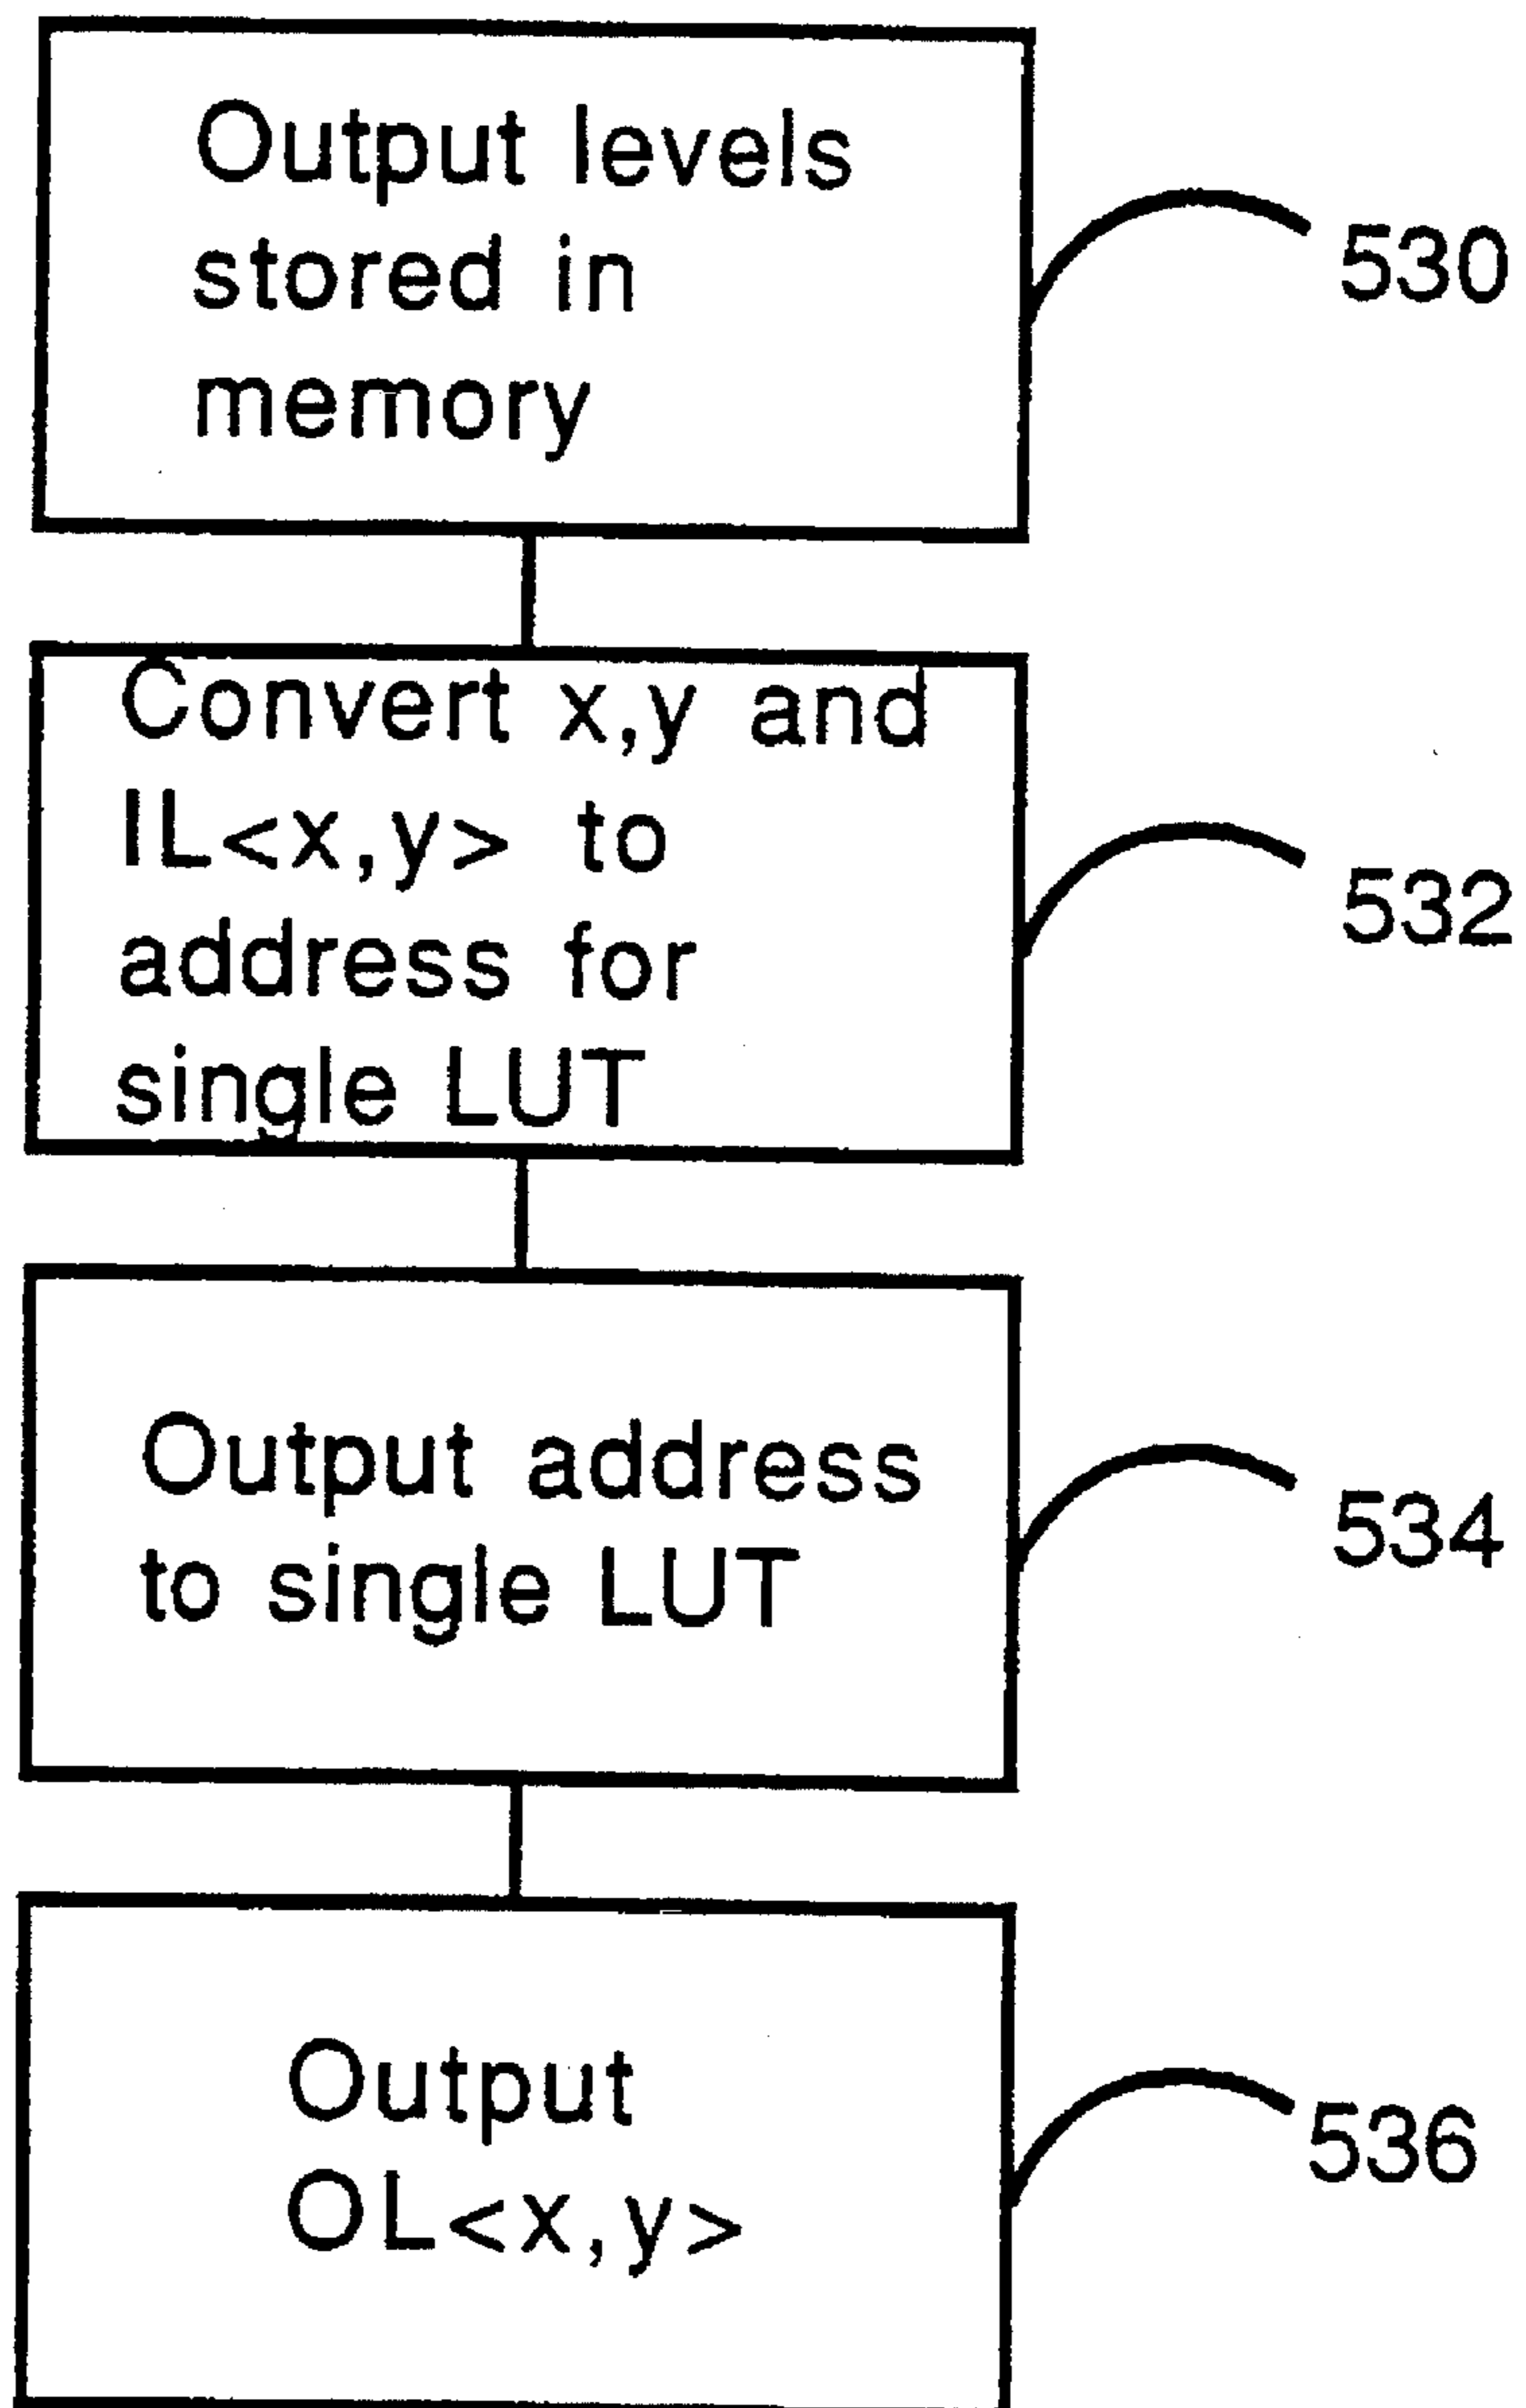 Output levels
stored in
memory
530
Convert x,y and
IL<x,y> to
address for
single LUT
532
Output address
to single LUT
534
Output
OL<x,y>
536